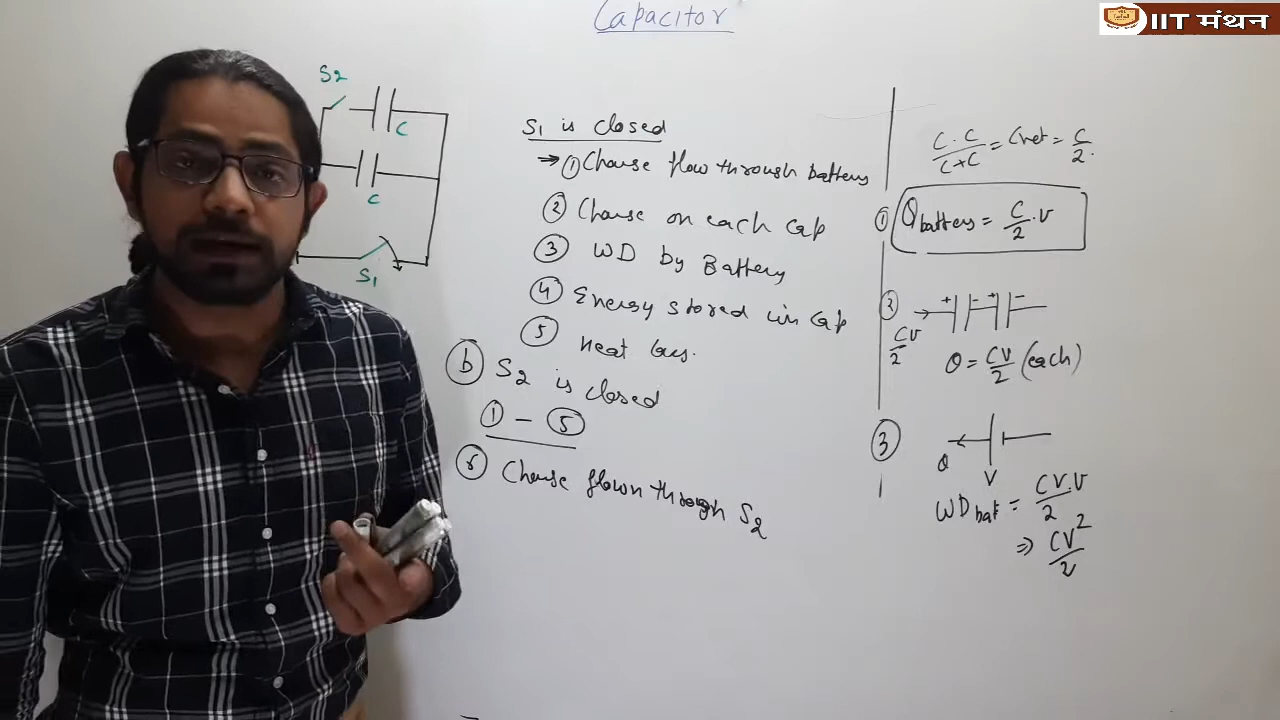 Capacitor
IIT मंथन
S2
C
C
S1
S1 is closed
→ ① Charge flow through battery
② Charge on each cap
③ WD by Battery
④ Energy stored in cap
⑤ Heat loss.
ⓑ S2 is closed
① – ⑤
⑥ Charge flown through S2
C.C/C+C = Cnet = C/2.
① Qbattery = C/2 . V
② + - + -
CV/2
Q = CV/2 (each)
③
Q
V
WDbat = CV.V/2
⇒ CV²/2